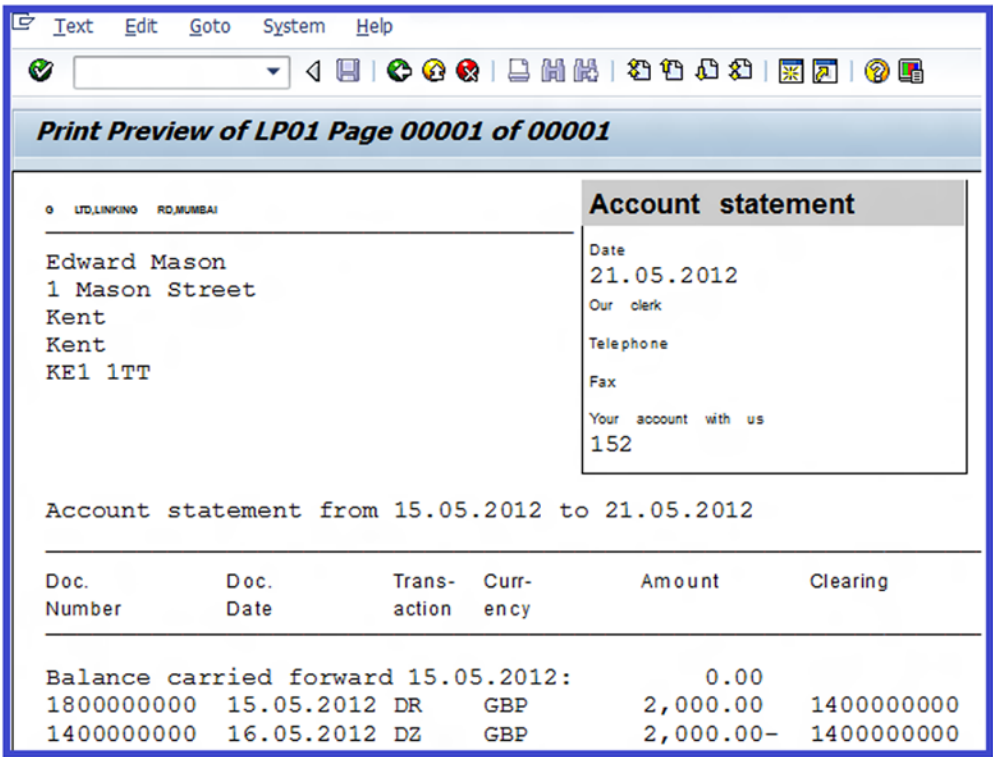 Text Edit Goto System Help
Print Preview of LP01 Page 00001 of 00001
G LTD,LINKING RD,MUMBAI
Edward Mason
1 Mason Street
Kent
Kent
KE1 1TT
Account statement
Date
21.05.2012
Our clerk
Telephone
Fax
Your account with us
152
Account statement from 15.05.2012 to 21.05.2012
Doc. Doc. Trans- Curr- Amount Clearing
Number Date action ency
Balance carried forward 15.05.2012: 0.00
1800000000 15.05.2012 DR GBP 2,000.00 1400000000
1400000000 16.05.2012 DZ GBP 2,000.00- 1400000000